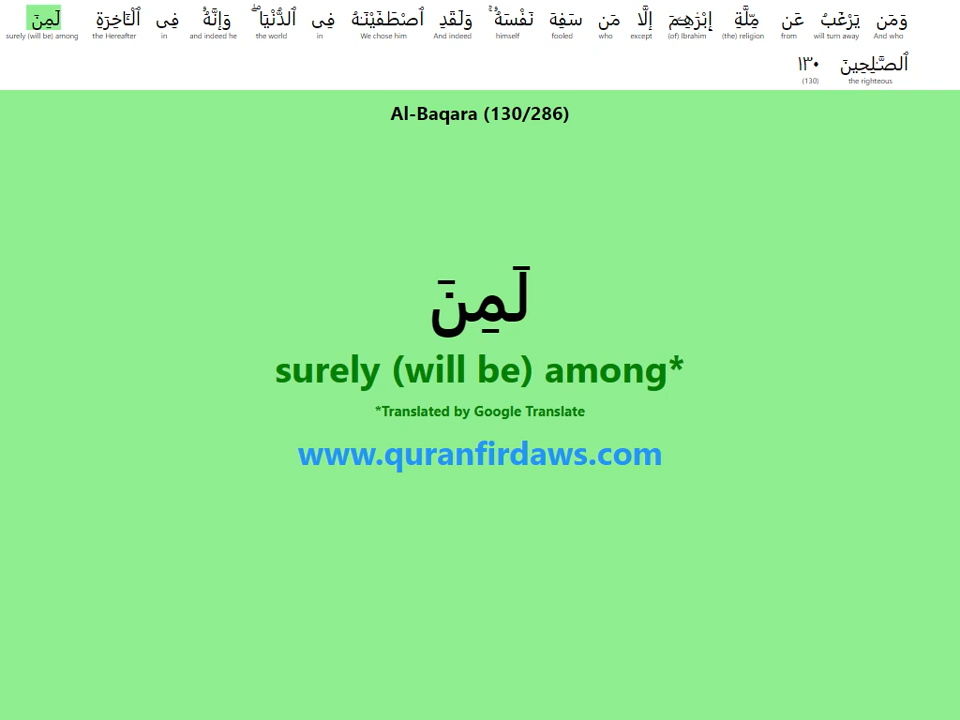 وَمَن يَرْغَبُ عَن مِّلَّةِ إِبْرَٰهِـۧمَ إِلَّا مَن سَفِهَ نَفْسَهُۥ ۚ وَلَقَدِ ٱصْطَفَيْنَـٰهُ فِى ٱلدُّنْيَا ۖ وَإِنَّهُۥ فِى ٱلْـَٔاخِرَةِ لَمِنَ
And who will turn away from (the) religion (of) Ibrahim except who fooled himself And indeed We chose him in the world and indeed he in the Hereafter surely (will be) among
ٱلصَّـٰلِحِينَ ١٣٠
the righteous (130)
Al-Baqara (130/286)
لَمِنَ
surely (will be) among*
*Translated by Google Translate
www.quranfirdaws.com